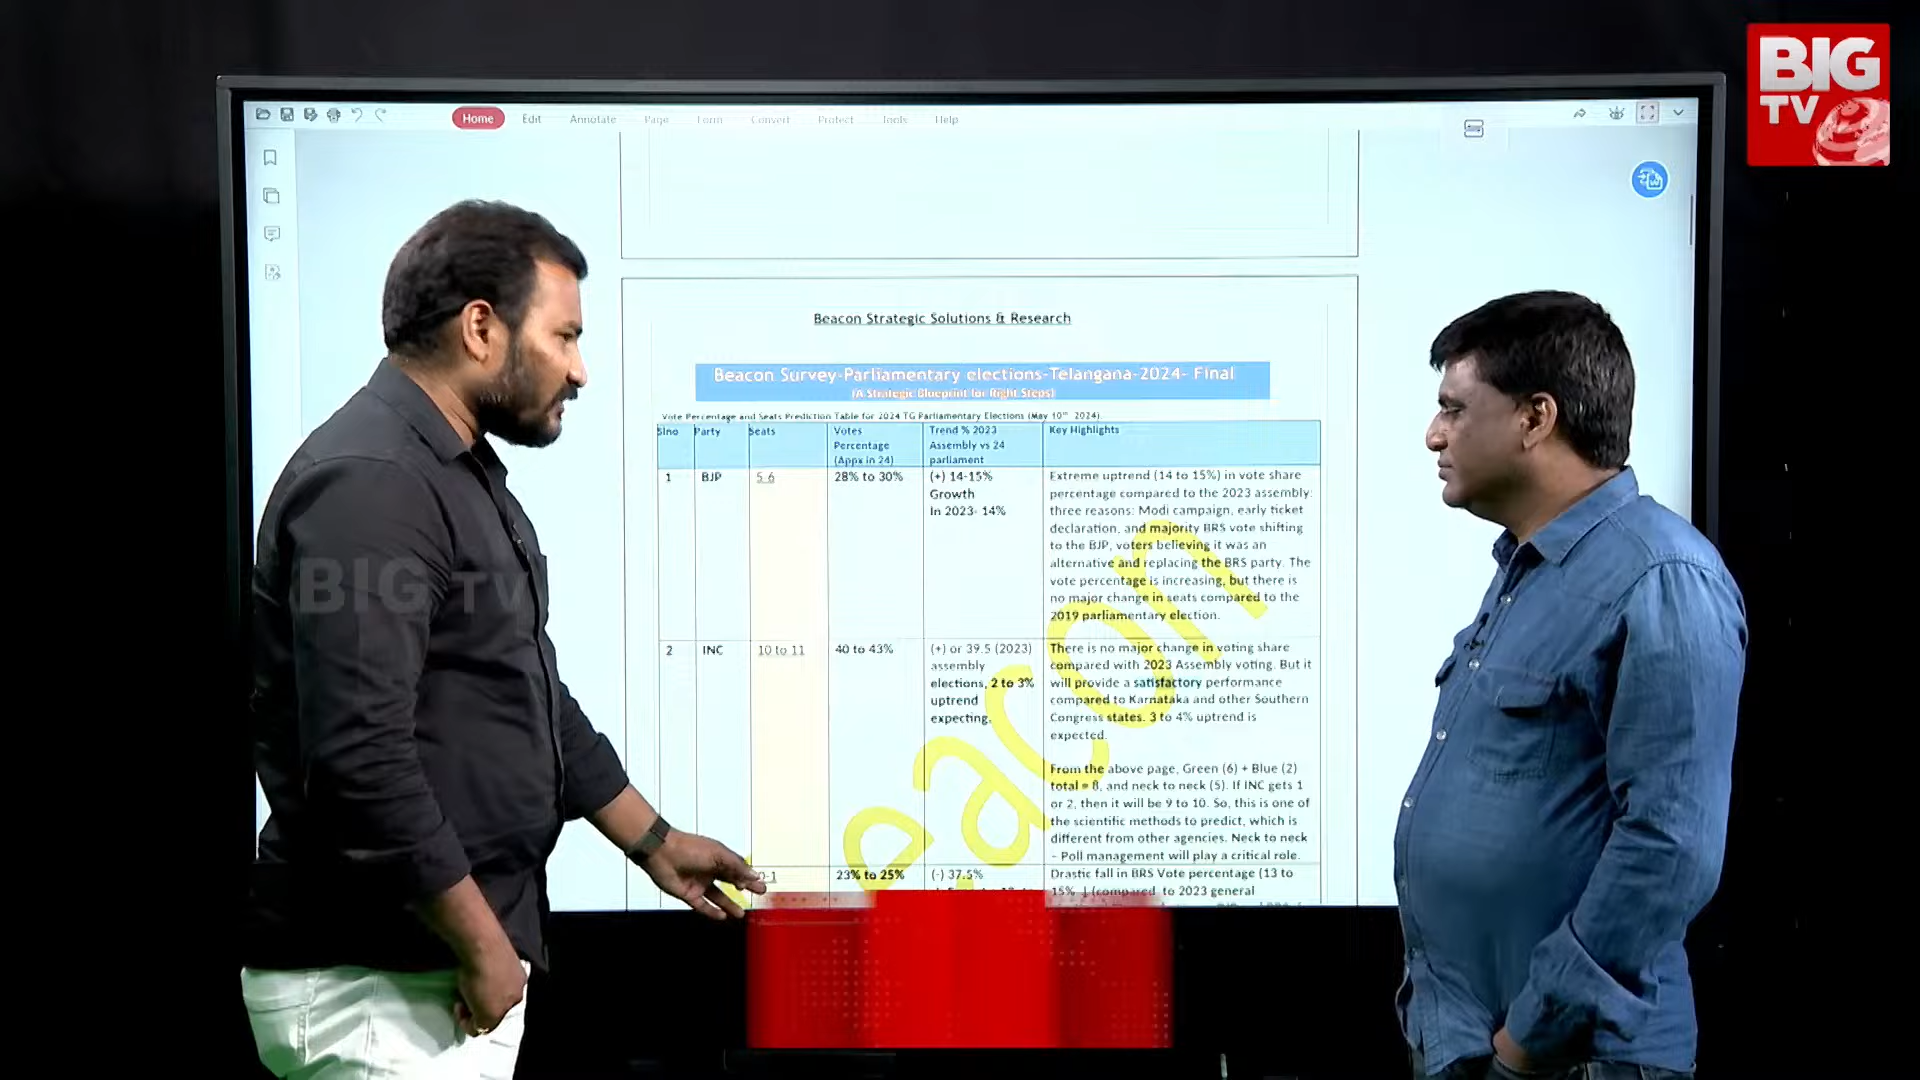 BIG
TV
Home Edit Annotate Page Form Convert Protect Tools Help
Beacon Strategic Solutions & Research
Beacon Survey-Parliamentary elections-Telangana-2024- Final
(A Strategic Blueprint for Right Steps)
Vote Percentage and Seats Prediction Table for 2024 TG Parliamentary Elections (May 10th 2024).
Slno Party Seats Votes Percentage (Appx in 24) Trend % 2023 Assembly vs 24 parliament Key Highlights
1 BJP 5-6 28% to 30%
(+) 14-15%
Growth
In 2023- 14%
Extreme uptrend (14 to 15%) in vote share
percentage compared to the 2023 assembly:
three reasons: Modi campaign, early ticket
declaration, and majority BRS vote shifting
to the BJP, voters believing it was an
alternative and replacing the BRS party. The
vote percentage is increasing, but there is
no major change in seats compared to the
2019 parliamentary election.
2 INC 10 to 11 40 to 43%
(+) or 39.5 (2023)
assembly
elections, 2 to 3%
uptrend
expecting.
There is no major change in voting share
compared with 2023 Assembly voting. But it
will provide a satisfactory performance
compared to Karnataka and other Southern
Congress states. 3 to 4% uptrend is
expected.
From the above page, Green (6) + Blue (2)
total = 8, and neck to neck (5). If INC gets 1
or 2, then it will be 9 to 10. So, this is one of
the scientific methods to predict, which is
different from other agencies. Neck to neck
- Poll management will play a critical role.
0-1 23% to 25% (-) 37.5%
Drastic fall in BRS Vote percentage (13 to
15% ↓(compared to 2023 general
eacon
BIG TV